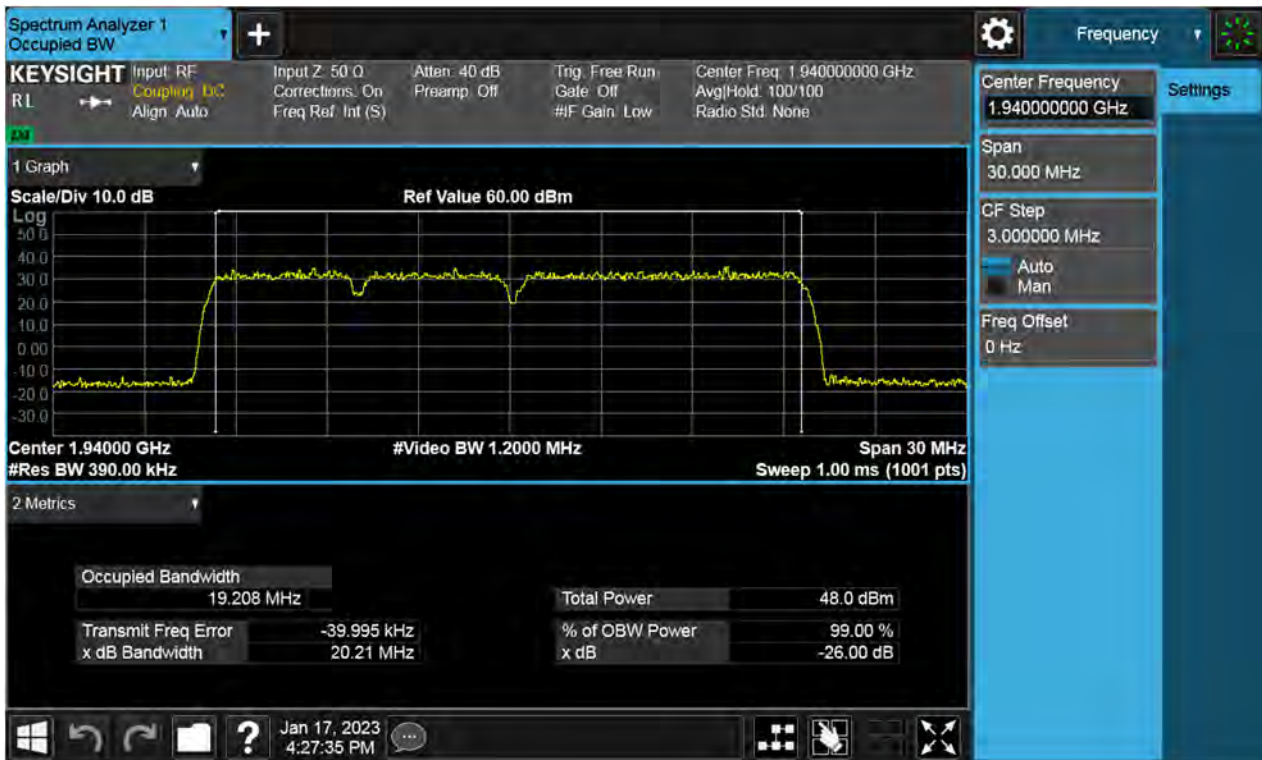 Spectrum Analyzer 1
Occupied BW
Frequency
KEYSIGHT
RL
Input: RF
Coupling: DC
Align: Auto
Input Z: 50 Ω
Corrections: On
Freq Ref: Int (S)
Atten: 40 dB
Preamp: Off
Trig: Free Run
Gate: Off
#IF Gain: Low
Center Freq: 1.940000000 GHz
Avg|Hold: 100/100
Radio Std: None
Center Frequency
1.940000000 GHz
Settings
Span
30.000 MHz
CF Step
3.000000 MHz
Auto
Man
Freq Offset
0 Hz
1 Graph
Scale/Div 10.0 dB
Ref Value 60.00 dBm
Log
50.0
40.0
30.0
20.0
10.0
0.00
-10.0
-20.0
-30.0
Center 1.94000 GHz
#Video BW 1.2000 MHz
Span 30 MHz
#Res BW 390.00 kHz
Sweep 1.00 ms (1001 pts)
2 Metrics
Occupied Bandwidth
19.208 MHz
Total Power 48.0 dBm
Transmit Freq Error -39.995 kHz
% of OBW Power 99.00 %
x dB Bandwidth 20.21 MHz
x dB -26.00 dB
?
Jan 17, 2023
4:27:35 PM